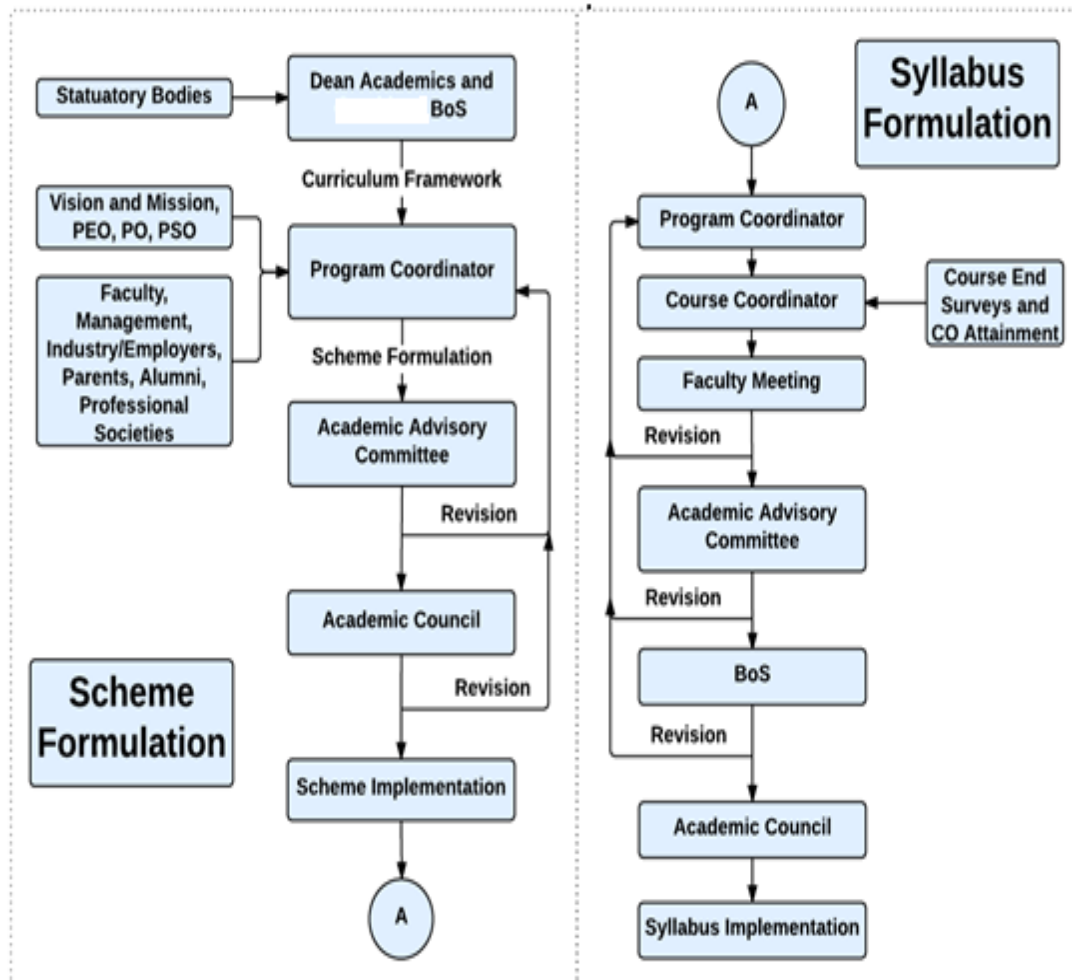 Statuatory Bodies
Dean Academics and
BoS
Curriculum Framework
Vision and Mission,
PEO, PO, PSO
Program Coordinator
Faculty,
Management,
Industry/Employers,
Parents, Alumni,
Professional
Societies
Scheme Formulation
Academic Advisory
Committee
Revision
Academic Council
Revision
Scheme
Formulation
Scheme Implementation
A
Syllabus
Formulation
A
Program Coordinator
Course Coordinator
Course End
Surveys and
CO Attainment
Faculty Meeting
Revision
Academic Advisory
Committee
Revision
BoS
Revision
Academic Council
Syllabus Implementation